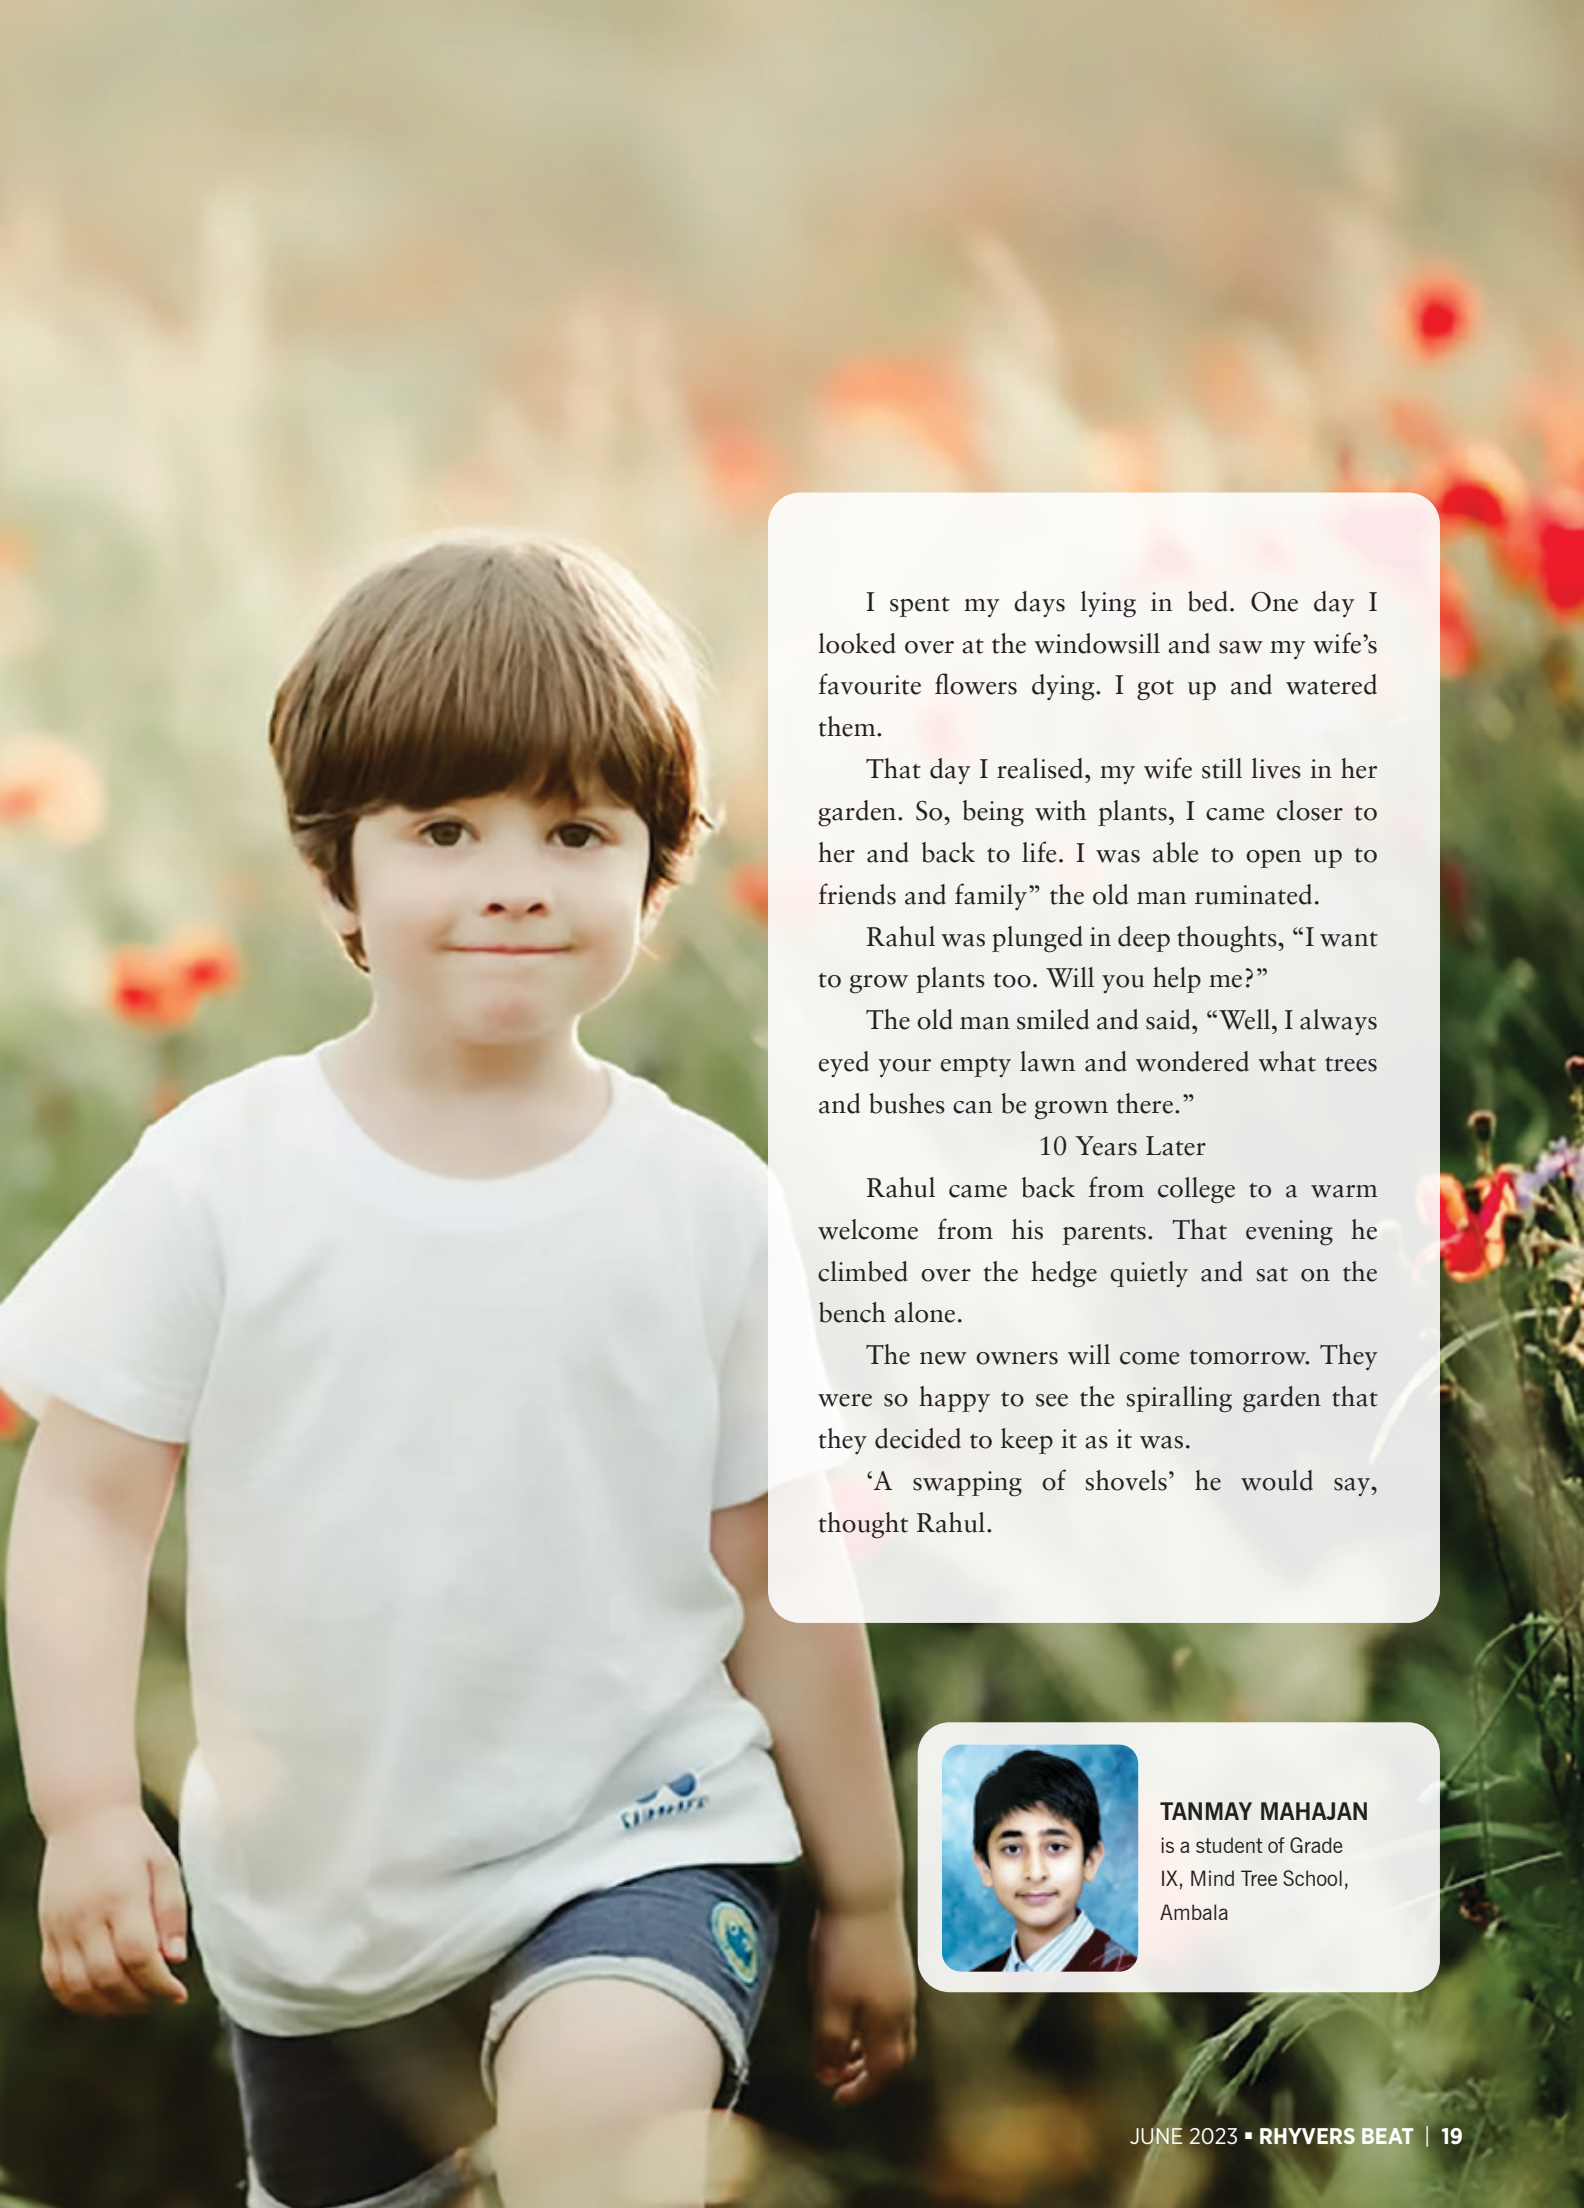 I spent my days lying in bed. One day I
looked over at the windowsill and saw my wife’s
favourite flowers dying. I got up and watered
them.
That day I realised, my wife still lives in her
garden. So, being with plants, I came closer to
her and back to life. I was able to open up to
friends and family” the old man ruminated.
Rahul was plunged in deep thoughts, “I want
to grow plants too. Will you help me?”
The old man smiled and said, “Well, I always
eyed your empty lawn and wondered what trees
and bushes can be grown there.”
10 Years Later
Rahul came back from college to a warm
welcome from his parents. That evening he
climbed over the hedge quietly and sat on the
bench alone.
The new owners will come tomorrow. They
were so happy to see the spiralling garden that
they decided to keep it as it was.
‘A swapping of shovels’ he would say,
thought Rahul.
TANMAY MAHAJAN
is a student of Grade
IX, Mind Tree School,
Ambala
JUNE 2023 ▪ RHYVERS BEAT | 19